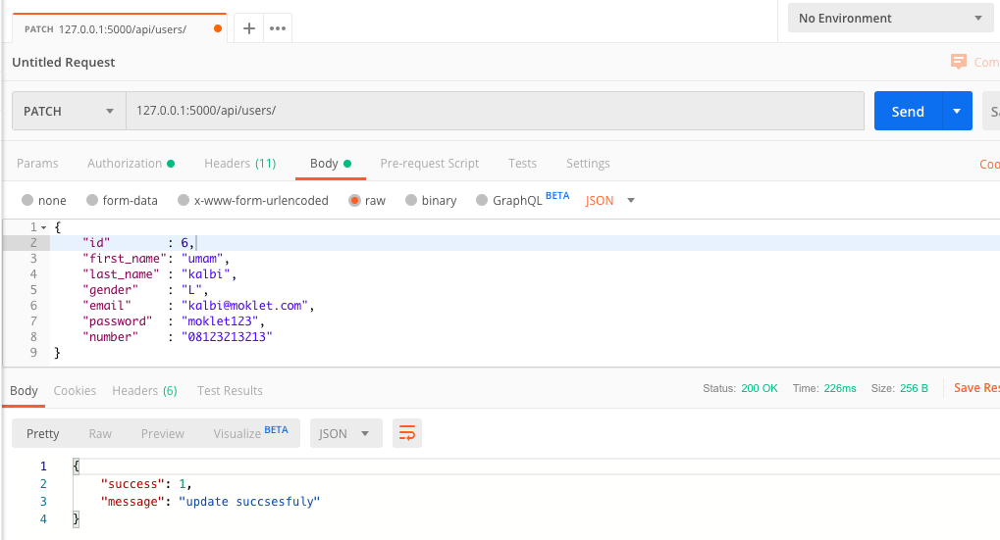 PATCH 127.0.0.1:5000/api/users/ + ••• No Environment
Untitled Request Com
PATCH 127.0.0.1:5000/api/users/ Send Sa
Params Authorization Headers (11) Body Pre-request Script Tests Settings Coo
none form-data x-www-form-urlencoded raw binary GraphQL BETA JSON
1 {
2 "id" : 6,
3 "first_name": "umam",
4 "last_name" : "kalbi",
5 "gender" : "L",
6 "email" : "kalbi@moklet.com",
7 "password" : "moklet123",
8 "number" : "08123213213"
9 }
Body Cookies Headers (6) Test Results Status: 200 OK Time: 226ms Size: 256 B Save Res
Pretty Raw Preview Visualize BETA JSON
1 {
2 "success": 1,
3 "message": "update succsesfuly"
4 }